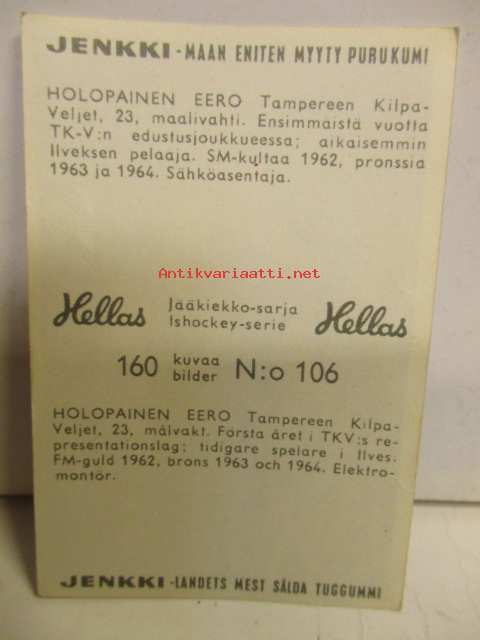 JENKKI - MAAN ENITEN MYYTY PURUKUMI
HOLOPAINEN EERO Tampereen Kilpa-
Veljet, 23, maalivahti. Ensimmäistä vuotta
TK-V:n edustusjoukkueessa; aikaisemmin
Ilveksen pelaaja. SM-kultaa 1962, pronssia
1963 ja 1964. Sähköasentaja.
Antikvariaatti.net
Hellas Jääkiekko-sarja Hellas
Ishockey-serie
160 kuvaa N:o 106
bilder
HOLOPAINEN EERO Tampereen Kilpa-
Veljet, 23, målvakt. Första året i TKV:s re-
presentationslag; tidigare spelare i Ilves.
FM-guld 1962, brons 1963 och 1964. Elektro-
montör.
JENKKI - LANDETS MEST SÅLDA TUGGUMMI